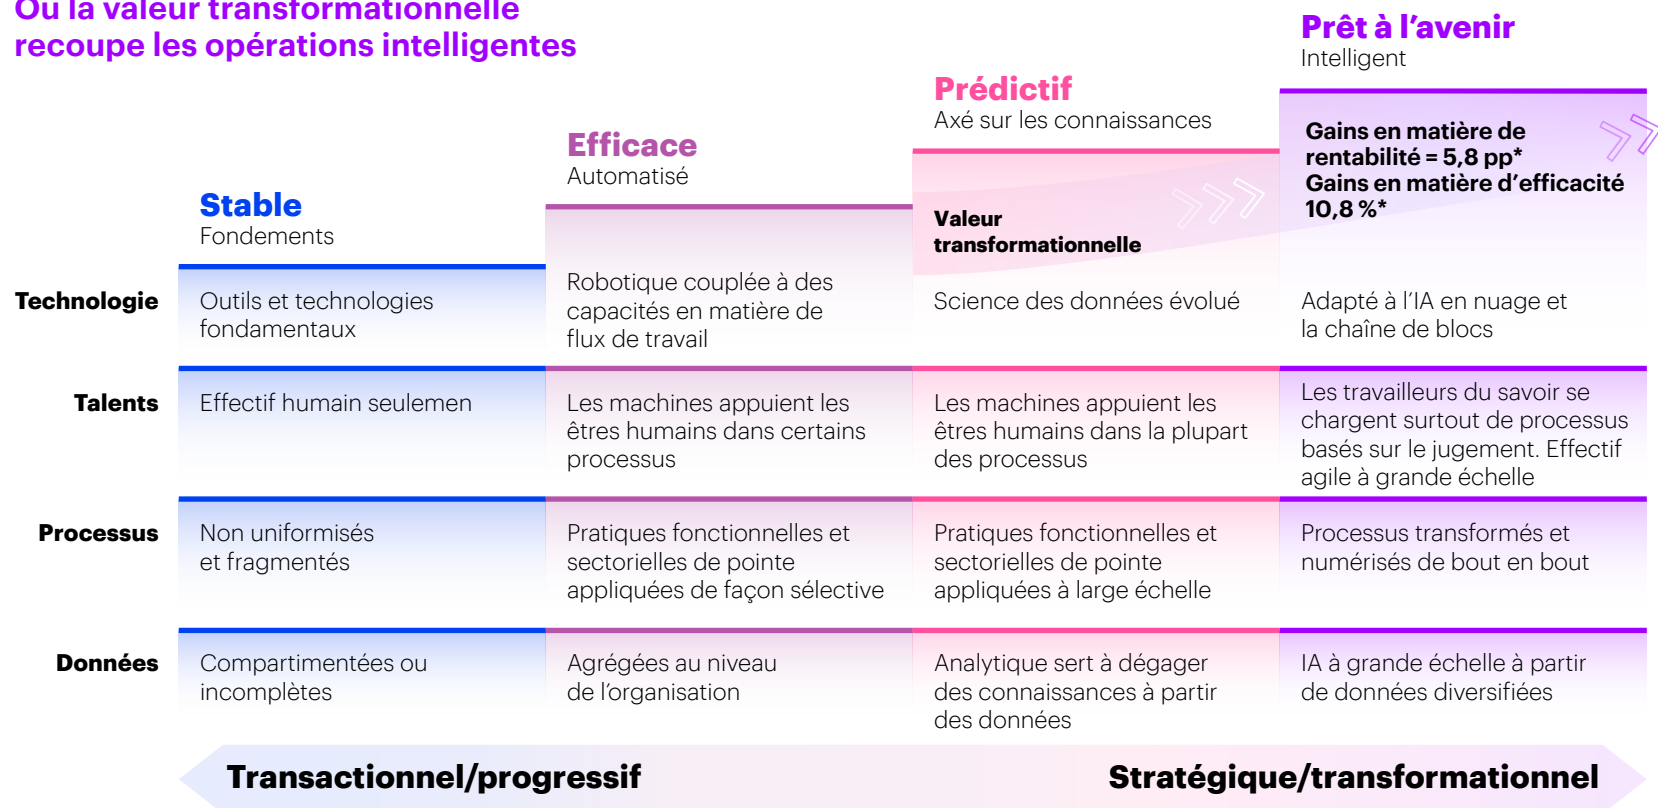 Où la valeur transformationnelle
recoupe les opérations intelligentes
Prêt à l’avenir
Intelligent
Prédictif
Axé sur les connaissances
Efficace
Automatisé
Stable
Fondements
Gains en matière de
rentabilité = 5,8 pp*
Gains en matière d’efficacité
10,8 %*
Valeur
transformationnelle
Technologie
Outils et technologies
fondamentaux
Robotique couplée à des
capacités en matière de
flux de travail
Science des données évolué
Adapté à l’IA en nuage et
la chaîne de blocs
Talents
Effectif humain seulemen
Les machines appuient les
êtres humains dans certains
processus
Les machines appuient les
êtres humains dans la plupart
des processus
Les travailleurs du savoir se
chargent surtout de processus
basés sur le jugement. Effectif
agile à grande échelle
Processus
Non uniformisés
et fragmentés
Pratiques fonctionnelles et
sectorielles de pointe
appliquées de façon sélective
Pratiques fonctionnelles et
sectorielles de pointe
appliquées à large échelle
Processus transformés et
numérisés de bout en bout
Données
Compartimentées ou
incomplètes
Agrégées au niveau
de l’organisation
Analytique sert à dégager
des connaissances à partir
des données
IA à grande échelle à partir
de données diversifiées
Transactionnel/progressif
Stratégique/transformationnel